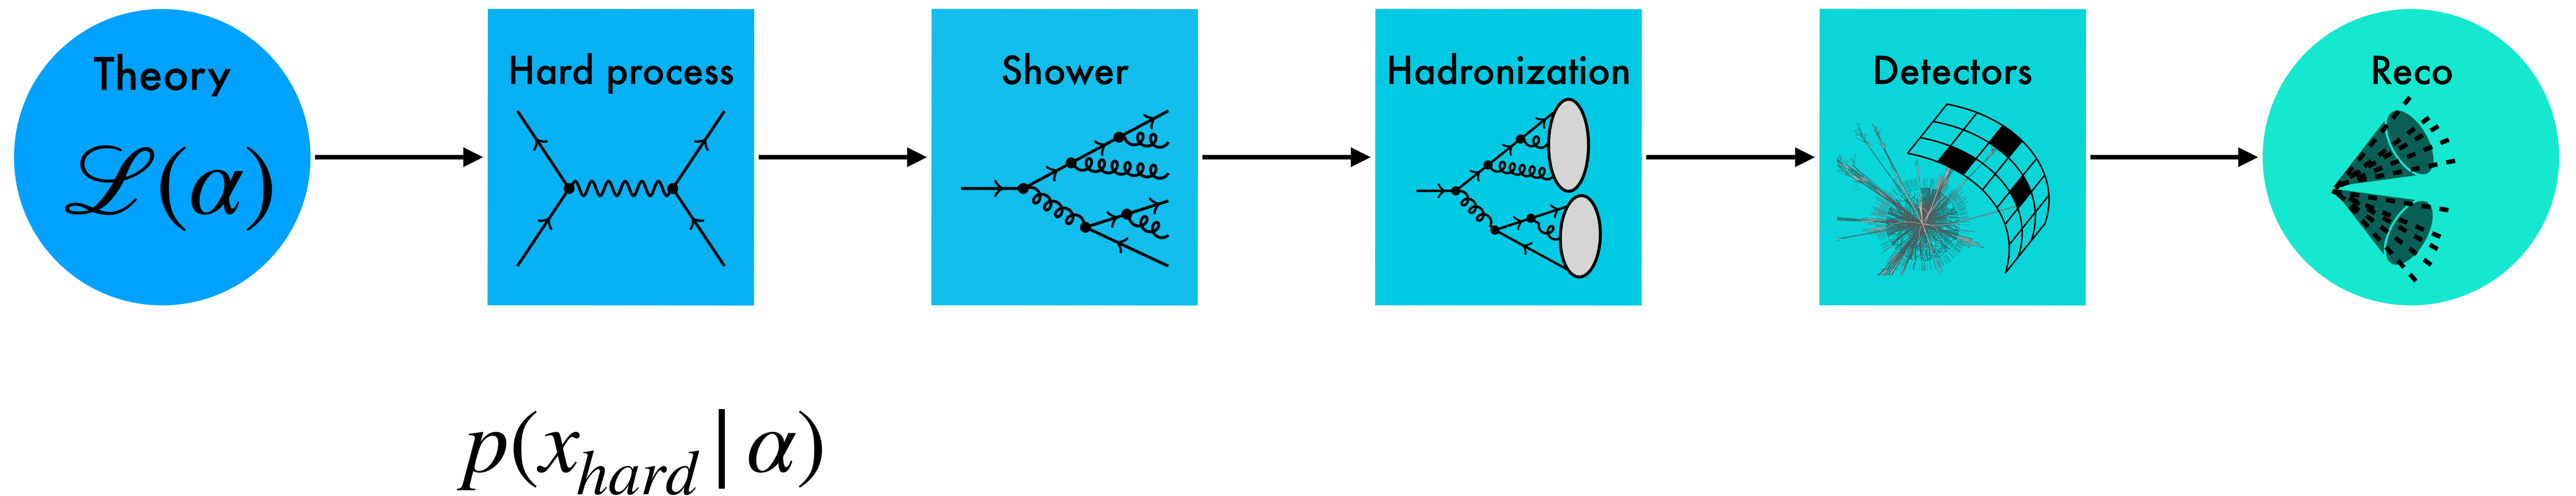 Theory
ℒ(α)
Hard process
Shower
Hadronization
Detectors
Reco
p(x_hard | α)